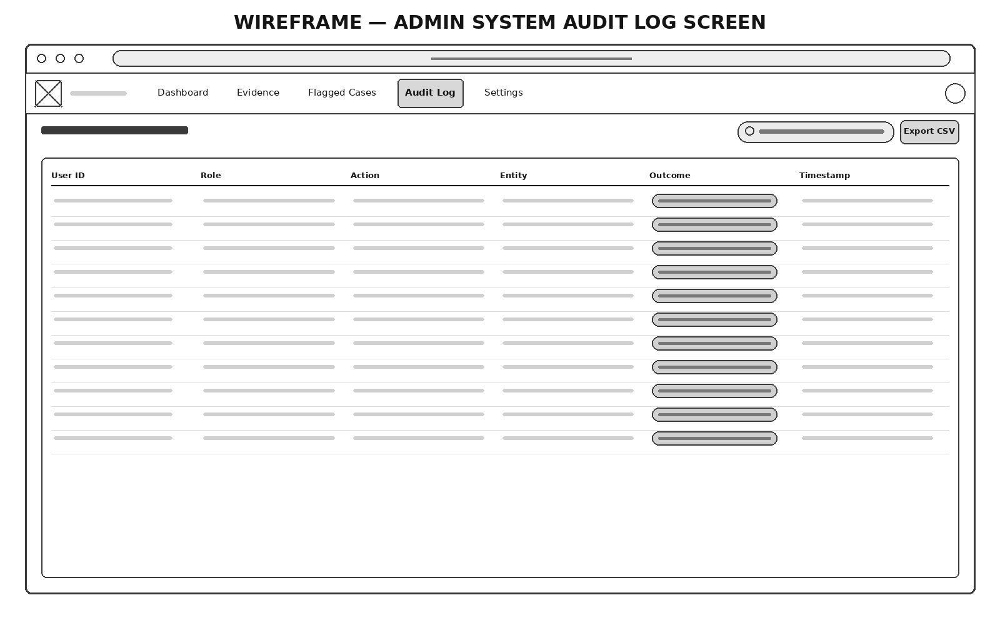 WIREFRAME — ADMIN SYSTEM AUDIT LOG SCREEN
Dashboard Evidence Flagged Cases Audit Log Settings
Export CSV
User ID Role Action Entity Outcome Timestamp